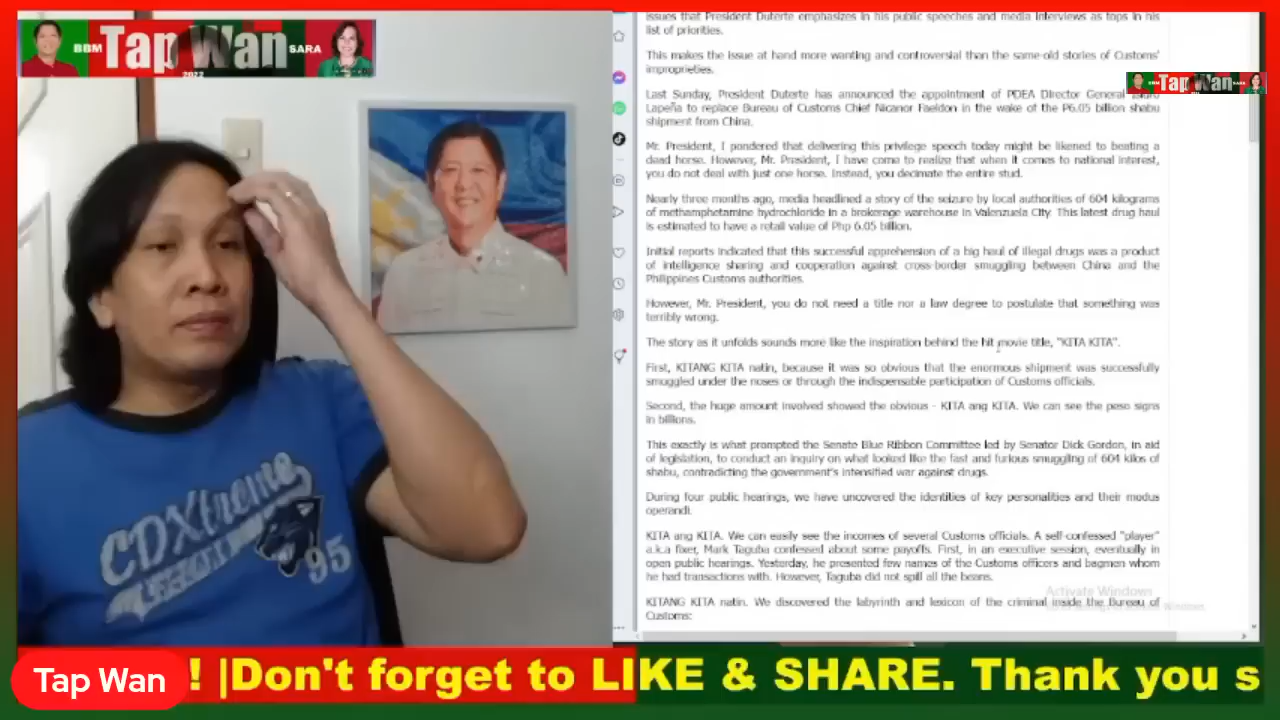 BBM Tap Wan SARA
2022
issues that President Duterte emphasizes in his public speeches and media interviews as tops in his
list of priorities.
This makes the issue at hand more wanting and controversial than the same-old stories of Customs'
improprieties.
BBM Tap Wan SARA
Last Sunday, President Duterte has announced the appointment of PDEA Director General
Lapeña to replace Bureau of Customs Chief Nicanor Faeldon in the wake of the P6.05 billion shabu
shipment from China.
Mr. President, I pondered that delivering this privilege speech today might be likened to beating a
dead horse. However, Mr. President, I have come to realize that when it comes to national interest,
you do not deal with just one horse. Instead, you decimate the entire stud.
Nearly three months ago, media headlined a story of the seizure by local authorities of 604 kilograms
of methamphetamine hydrochloride in a brokerage warehouse in Valenzuela City. This latest drug haul
is estimated to have a retail value of Php 6.05 billion.
Initial reports indicated that this successful apprehension of a big haul of illegal drugs was a product
of intelligence sharing and cooperation against cross-border smuggling between China and the
Philippines Customs authorities.
However, Mr. President, you do not need a title nor a law degree to postulate that something was
terribly wrong.
The story as it unfolds sounds more like the inspiration behind the hit movie title, "KITA KITA".
First, KITANG KITA natin, because it was so obvious that the enormous shipment was successfully
smuggled under the noses or through the indispensable participation of Customs officials.
Second, the huge amount involved showed the obvious - KITA ang KITA. We can see the peso signs
in billions.
This exactly is what prompted the Senate Blue Ribbon Committee led by Senator Dick Gordon, in aid
of legislation, to conduct an inquiry on what looked like the fast and furious smuggling of 604 kilos of
shabu, contradicting the government's intensified war against drugs.
During four public hearings, we have uncovered the identities of key personalities and their modus
operandi.
KITA ang KITA. We can easily see the incomes of several Customs officials. A self-confessed "player"
a.k.a fixer, Mark Taguba confessed about some payoffs. First, in an executive session, eventually in
open public hearings. Yesterday, he presented few names of the Customs officers and bagmen whom
he had transactions with. However, Taguba did not spill all the beans.
Activate Windows
KITANG KITA natin. We discovered the labyrinth and lexicon of the criminal inside the Bureau of
Customs:
CDXtreme
95
Tap Wan
! |Don't forget to LIKE & SHARE. Thank you s